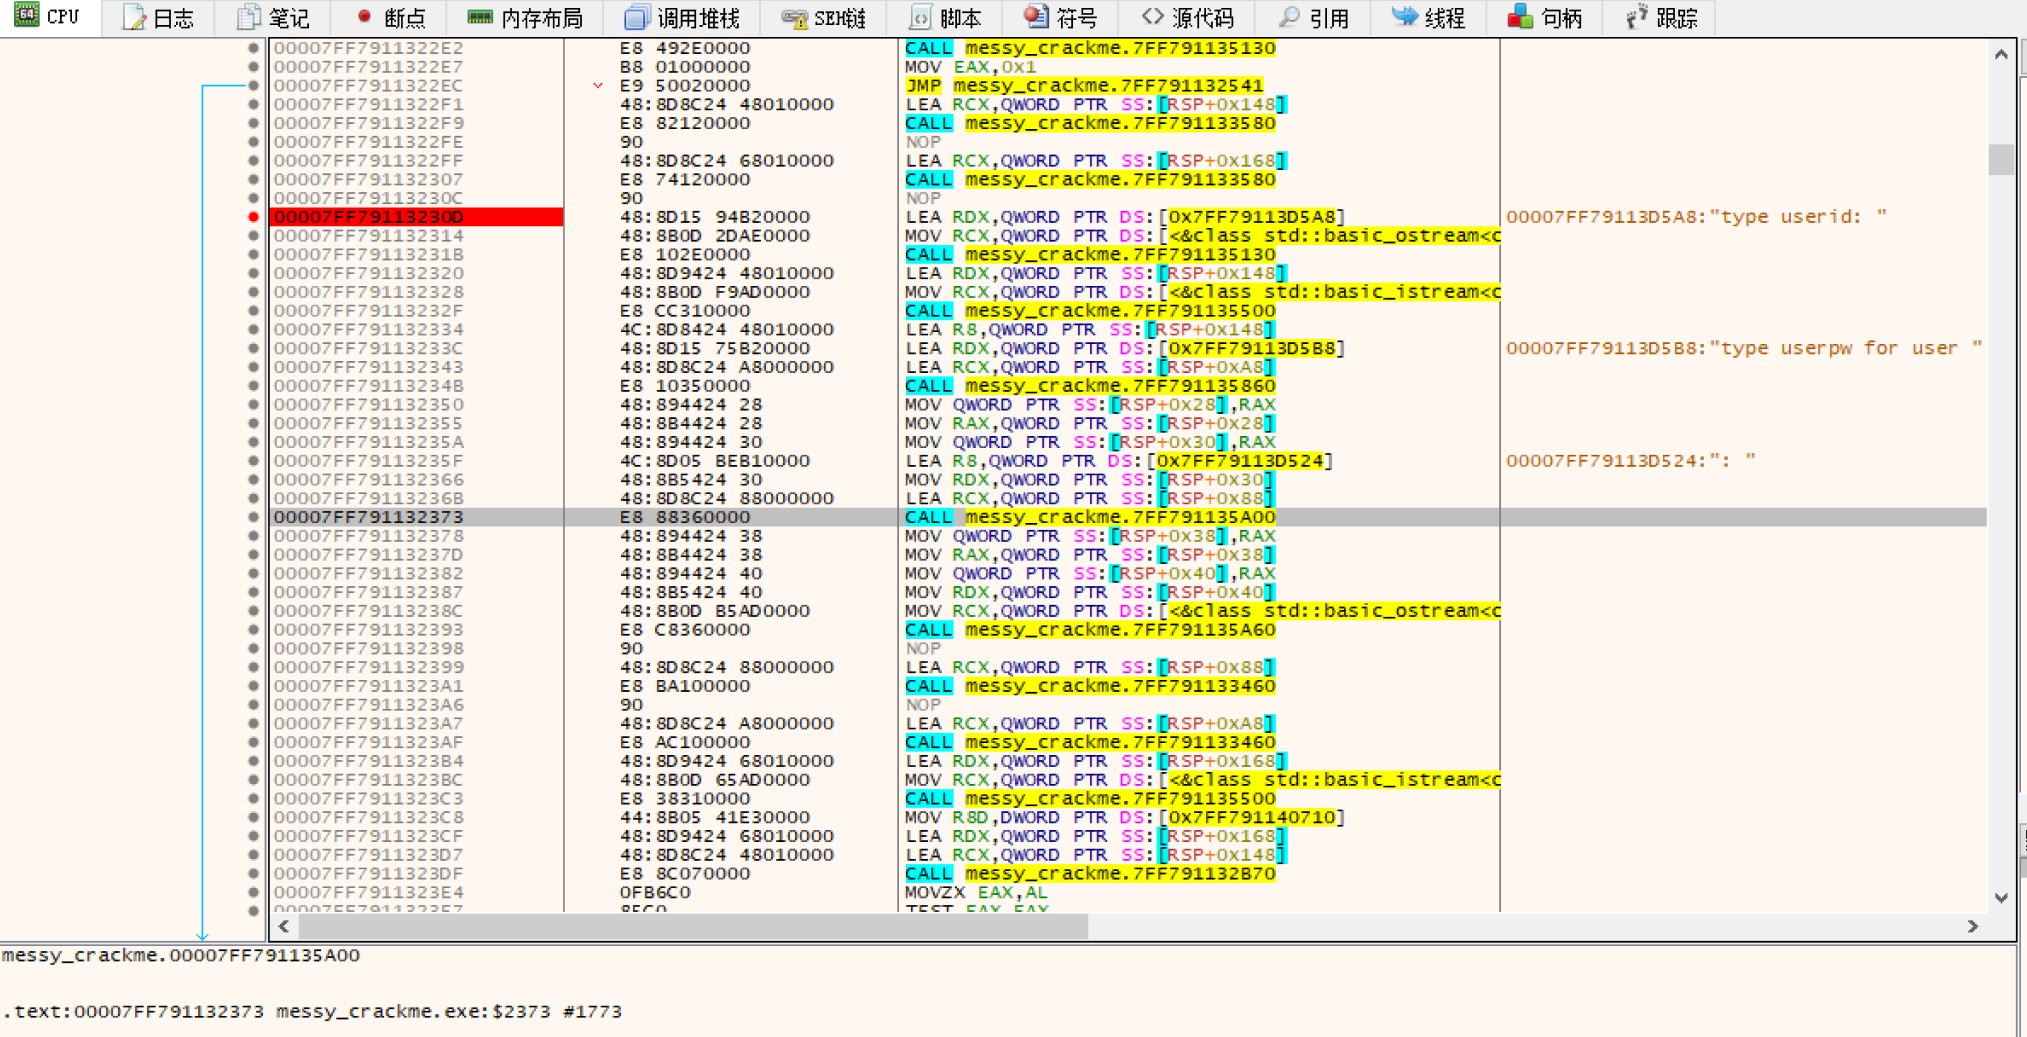 CPU 日志 笔记 断点 内存布局 调用堆栈 SEH链 脚本 符号 源代码 引用 线程 句柄 跟踪
00007FF7911322E2 E8 492E0000 CALL messy_crackme.7FF791135130
00007FF7911322E7 B8 01000000 MOV EAX,0x1
00007FF7911322EC E9 50020000 JMP messy_crackme.7FF791132541
00007FF7911322F1 48:8D8C24 48010000 LEA RCX,QWORD PTR SS:[RSP+0x148]
00007FF7911322F9 E8 82120000 CALL messy_crackme.7FF791133580
00007FF7911322FE 90 NOP
00007FF7911322FF 48:8D8C24 68010000 LEA RCX,QWORD PTR SS:[RSP+0x168]
00007FF791132307 E8 74120000 CALL messy_crackme.7FF791133580
00007FF79113230C 90 NOP
00007FF79113230D 48:8D15 94B20000 LEA RDX,QWORD PTR DS:[0x7FF79113D5A8] 00007FF79113D5A8:"type userid: "
00007FF791132314 48:8B0D 2DAE0000 MOV RCX,QWORD PTR DS:[<&class std::basic_ostream<c
00007FF79113231B E8 102E0000 CALL messy_crackme.7FF791135130
00007FF791132320 48:8D9424 48010000 LEA RDX,QWORD PTR SS:[RSP+0x148]
00007FF791132328 48:8B0D F9AD0000 MOV RCX,QWORD PTR DS:[<&class std::basic_istream<c
00007FF79113232F E8 CC310000 CALL messy_crackme.7FF791135500
00007FF791132334 4C:8D8424 48010000 LEA R8,QWORD PTR SS:[RSP+0x148]
00007FF79113233C 48:8D15 75B20000 LEA RDX,QWORD PTR DS:[0x7FF79113D5B8] 00007FF79113D5B8:"type userpw for user "
00007FF791132343 48:8D8C24 A8000000 LEA RCX,QWORD PTR SS:[RSP+0xA8]
00007FF79113234B E8 10350000 CALL messy_crackme.7FF791135860
00007FF791132350 48:894424 28 MOV QWORD PTR SS:[RSP+0x28],RAX
00007FF791132355 48:8B4424 28 MOV RAX,QWORD PTR SS:[RSP+0x28]
00007FF79113235A 48:894424 30 MOV QWORD PTR SS:[RSP+0x30],RAX
00007FF79113235F 4C:8D05 BEB10000 LEA R8,QWORD PTR DS:[0x7FF79113D524] 00007FF79113D524:": "
00007FF791132366 48:8B5424 30 MOV RDX,QWORD PTR SS:[RSP+0x30]
00007FF79113236B 48:8D8C24 88000000 LEA RCX,QWORD PTR SS:[RSP+0x88]
00007FF791132373 E8 88360000 CALL messy_crackme.7FF791135A00
00007FF791132378 48:894424 38 MOV QWORD PTR SS:[RSP+0x38],RAX
00007FF79113237D 48:8B4424 38 MOV RAX,QWORD PTR SS:[RSP+0x38]
00007FF791132382 48:894424 40 MOV QWORD PTR SS:[RSP+0x40],RAX
00007FF791132387 48:8B5424 40 MOV RDX,QWORD PTR SS:[RSP+0x40]
00007FF79113238C 48:8B0D B5AD0000 MOV RCX,QWORD PTR DS:[<&class std::basic_ostream<c
00007FF791132393 E8 C8360000 CALL messy_crackme.7FF791135A60
00007FF791132398 90 NOP
00007FF791132399 48:8D8C24 88000000 LEA RCX,QWORD PTR SS:[RSP+0x88]
00007FF7911323A1 E8 BA100000 CALL messy_crackme.7FF791133460
00007FF7911323A6 90 NOP
00007FF7911323A7 48:8D8C24 A8000000 LEA RCX,QWORD PTR SS:[RSP+0xA8]
00007FF7911323AF E8 AC100000 CALL messy_crackme.7FF791133460
00007FF7911323B4 48:8D9424 68010000 LEA RDX,QWORD PTR SS:[RSP+0x168]
00007FF7911323BC 48:8B0D 65AD0000 MOV RCX,QWORD PTR DS:[<&class std::basic_istream<c
00007FF7911323C3 E8 38310000 CALL messy_crackme.7FF791135500
00007FF7911323C8 44:8B05 41E30000 MOV R8D,DWORD PTR DS:[0x7FF791140710]
00007FF7911323CF 48:8D9424 68010000 LEA RDX,QWORD PTR SS:[RSP+0x168]
00007FF7911323D7 48:8D8C24 48010000 LEA RCX,QWORD PTR SS:[RSP+0x148]
00007FF7911323DF E8 8C070000 CALL messy_crackme.7FF791132B70
00007FF7911323E4 0FB6C0 MOVZX EAX,AL
00007FF7911323E7 85C0 TEST EAX,EAX
messy_crackme.00007FF791135A00
.text:00007FF791132373 messy_crackme.exe:$2373 #1773